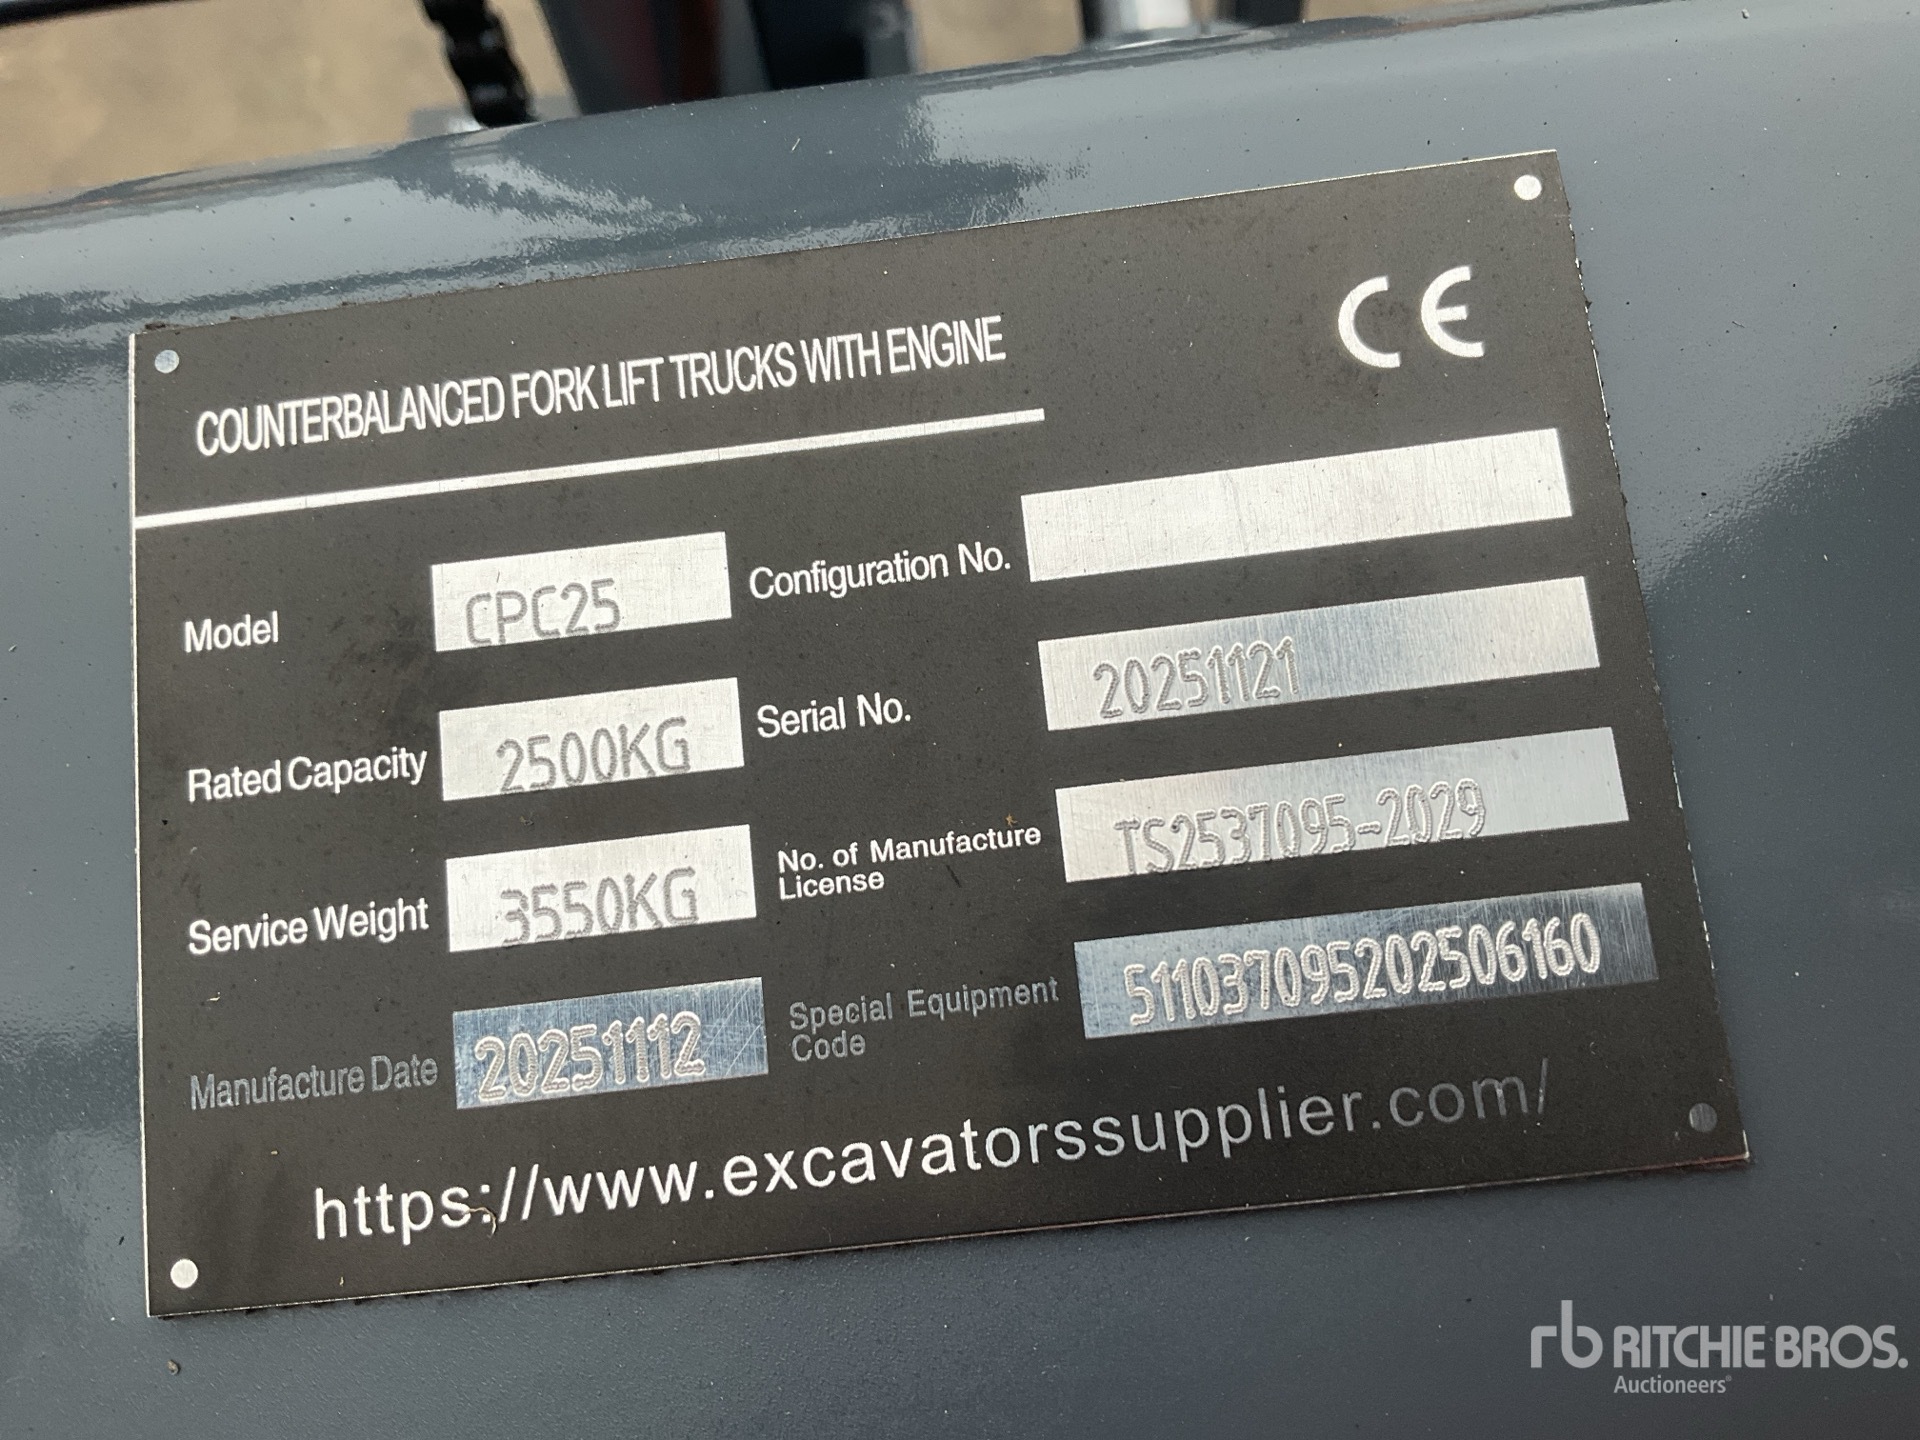 CE
COUNTERBALANCED FORK LIFT TRUCKS WITH ENGINE
Model CPC25 Configuration No.
Rated Capacity 2500KG Serial No. 20251121
Service Weight 3550KG No. of Manufacture
License TS2537095-2029
Manufacture Date 20251112 Special Equipment
Code 511037095202506160
https://www.excavatorssupplier.com/
rb RITCHIE BROS.
Auctioneers®